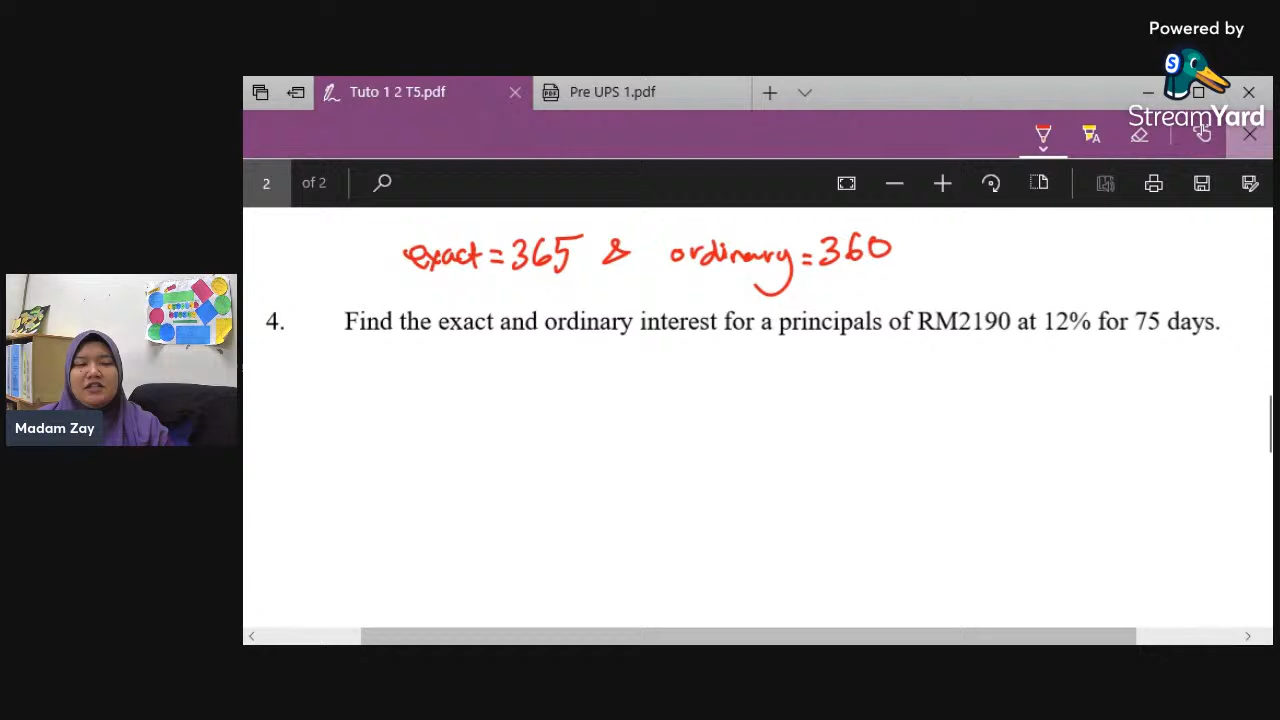 Powered by
StreamYard
Tuto 1 2 T5.pdf
Pre UPS 1.pdf
2 of 2
exact = 365 & ordinary = 360
4. Find the exact and ordinary interest for a principals of RM2190 at 12% for 75 days.
Madam Zay